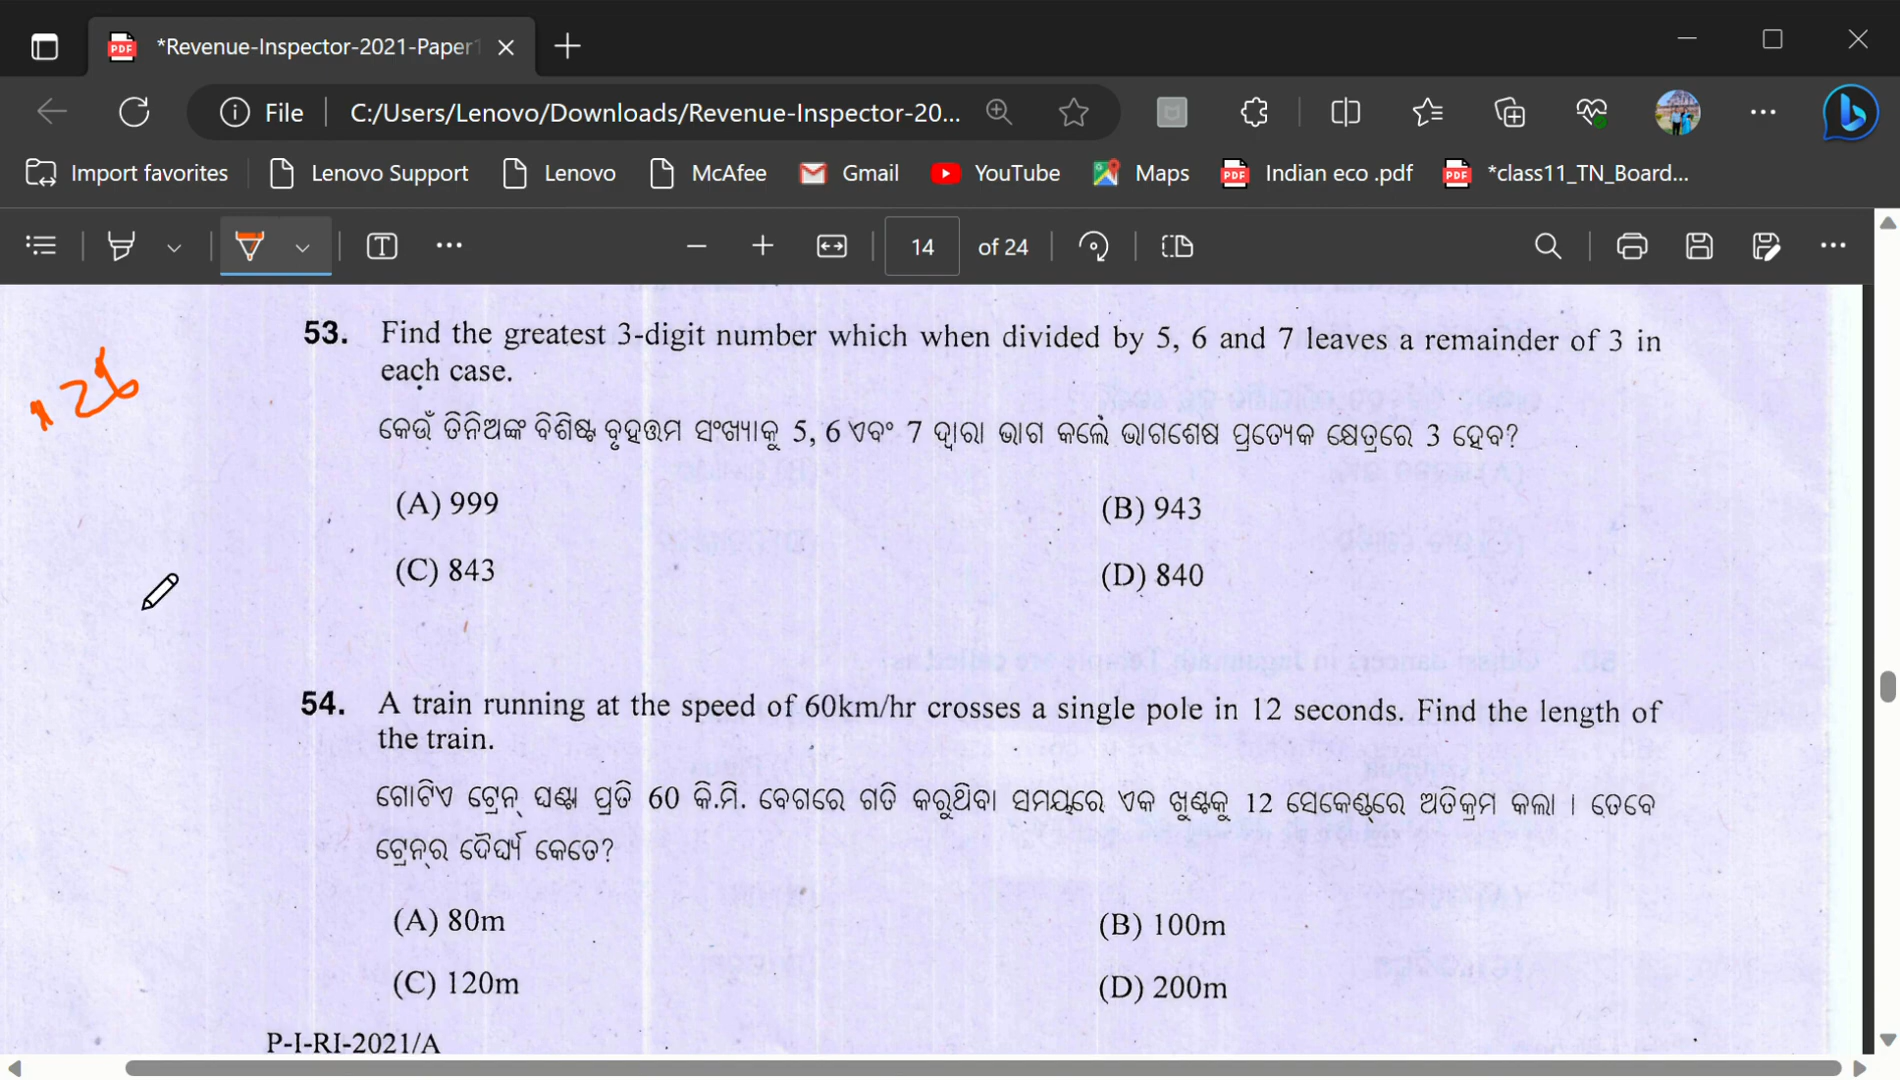 *Revenue-Inspector-2021-Paper1
File C:/Users/Lenovo/Downloads/Revenue-Inspector-20...
Import favorites Lenovo Support Lenovo McAfee Gmail YouTube Maps Indian eco .pdf *class11_TN_Board...
14 of 24
53. Find the greatest 3-digit number which when divided by 5, 6 and 7 leaves a remainder of 3 in
each case.
କେଉଁ ତିନିଅଙ୍କ ବିଶିଷ୍ଟ ବୃହତ୍ତମ ସଂଖ୍ୟାକୁ 5, 6 ଏବଂ 7 ଦ୍ୱାରା ଭାଗ କଲେ ଭାଗଶେଷ ପ୍ରତ୍ୟେକ କ୍ଷେତ୍ରରେ 3 ହେବ?
(A) 999 (B) 943
(C) 843 (D) 840
54. A train running at the speed of 60km/hr crosses a single pole in 12 seconds. Find the length of
the train.
ଗୋଟିଏ ଟ୍ରେନ୍ ଘଣ୍ଟା ପ୍ରତି 60 କି.ମି. ବେଗରେ ଗତି କରୁଥିବା ସମୟରେ ଏକ ଖୁଣ୍ଟକୁ 12 ସେକେଣ୍ଡ୍‌ରେ ଅତିକ୍ରମ କଲା । ତେବେ
ଟ୍ରେନ୍‌ର ଦୈର୍ଘ୍ୟ କେତେ?
(A) 80m (B) 100m
(C) 120m (D) 200m
P-I-RI-2021/A